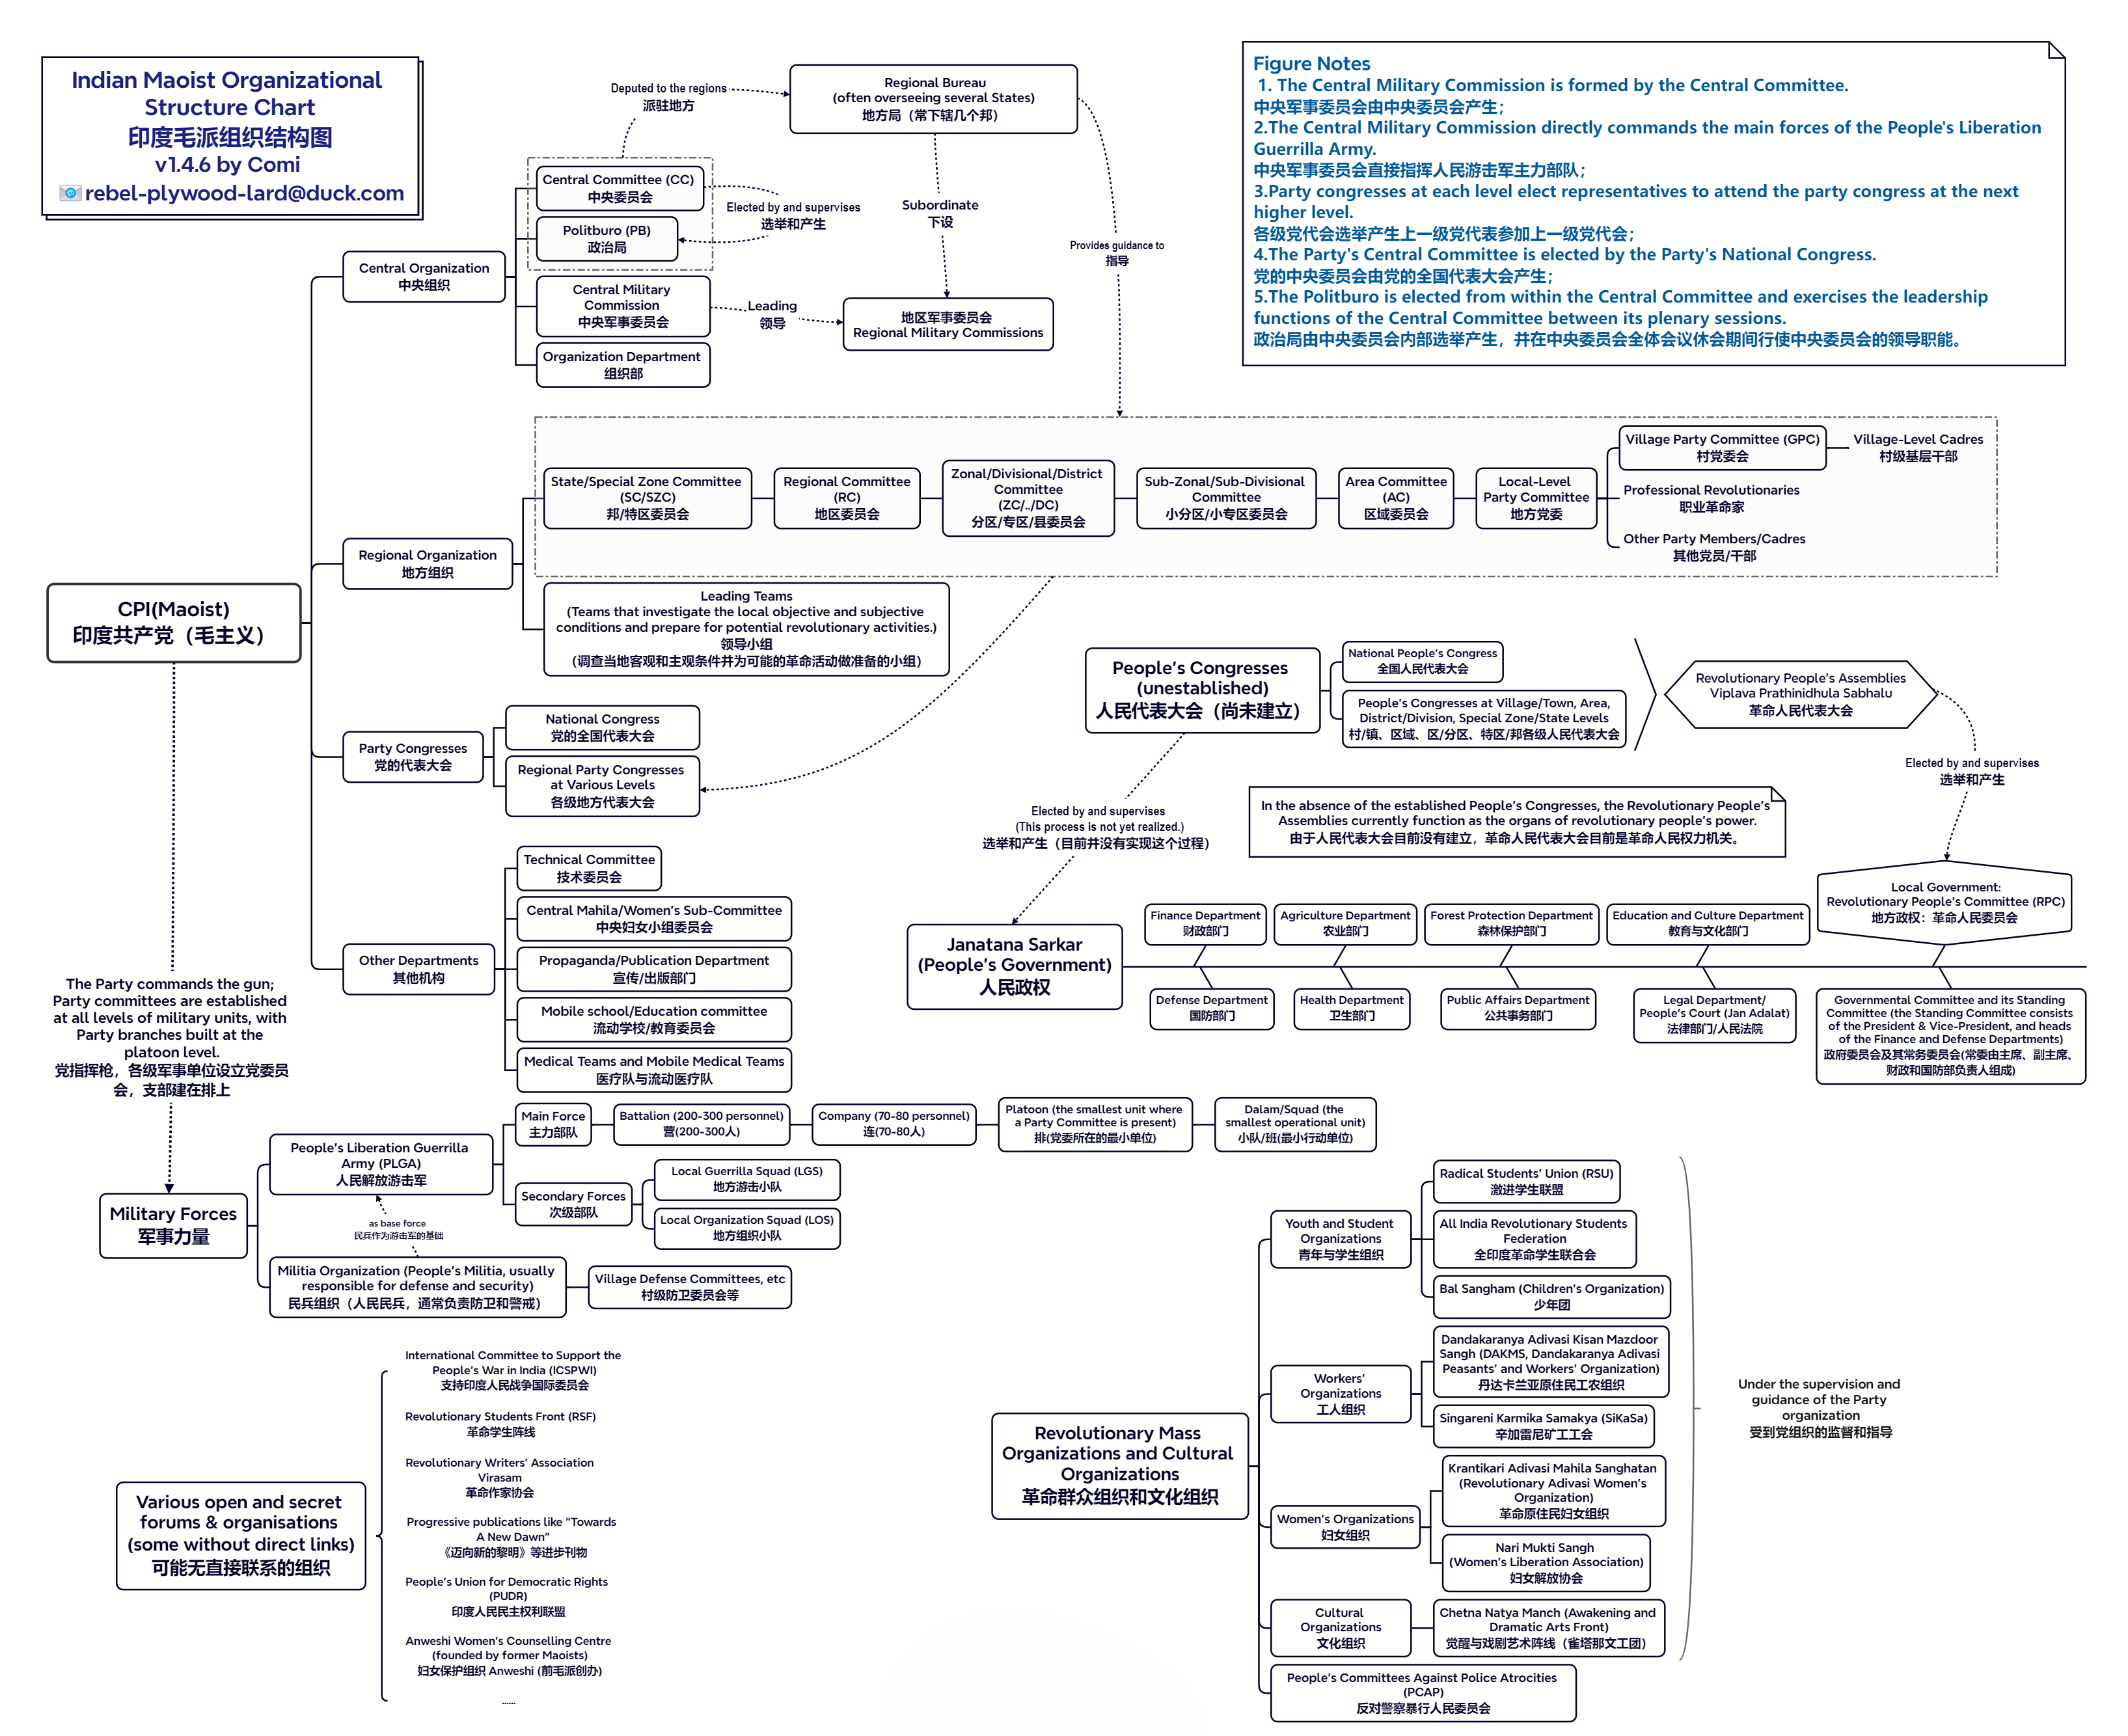 Indian Maoist Organizational
Structure Chart
印度毛派组织结构图
v1.4.6 by Comi
rebel-plywood-lard@duck.com
Figure Notes
1. The Central Military Commission is formed by the Central Committee.
中央军事委员会由中央委员会产生；
2.The Central Military Commission directly commands the main forces of the People's Liberation
Guerrilla Army.
中央军事委员会直接指挥人民游击军主力部队；
3.Party congresses at each level elect representatives to attend the party congress at the next
higher level.
各级党代会选举产生上一级党代表参加上一级党代会；
4.The Party's Central Committee is elected by the Party's National Congress.
党的中央委员会由党的全国代表大会产生；
5.The Politburo is elected from within the Central Committee and exercises the leadership
functions of the Central Committee between its plenary sessions.
政治局由中央委员会内部选举产生，并在中央委员会全体会议休会期间行使中央委员会的领导职能。
Deputed to the regions
派驻地方
Regional Bureau
(often overseeing several States)
地方局（常下辖几个邦）
Central Committee (CC)
中央委员会
Politburo (PB)
政治局
Elected by and supervises
选举和产生
Subordinate
下设
Provides guidance to
指导
Central Organization
中央组织
Central Military
Commission
中央军事委员会
Leading
领导
地区军事委员会
Regional Military Commissions
Organization Department
组织部
CPI(Maoist)
印度共产党（毛主义）
Regional Organization
地方组织
State/Special Zone Committee
(SC/SZC)
邦/特区委员会
Regional Committee
(RC)
地区委员会
Zonal/Divisional/District
Committee
(ZC/../DC)
分区/专区/县委员会
Sub-Zonal/Sub-Divisional
Committee
小分区/小专区委员会
Area Committee
(AC)
区域委员会
Local-Level
Party Committee
地方党委
Village Party Committee (GPC)
村党委会
Village-Level Cadres
村级基层干部
Professional Revolutionaries
职业革命家
Other Party Members/Cadres
其他党员/干部
Leading Teams
(Teams that investigate the local objective and subjective
conditions and prepare for potential revolutionary activities.)
领导小组
（调查当地客观和主观条件并为可能的革命活动做准备的小组）
Party Congresses
党的代表大会
National Congress
党的全国代表大会
Regional Party Congresses
at Various Levels
各级地方代表大会
Other Departments
其他机构
Technical Committee
技术委员会
Central Mahila/Women's Sub-Committee
中央妇女小组委员会
Propaganda/Publication Department
宣传/出版部门
Mobile school/Education committee
流动学校/教育委员会
Medical Teams and Mobile Medical Teams
医疗队与流动医疗队
People's Congresses
(unestablished)
人民代表大会（尚未建立）
National People's Congress
全国人民代表大会
People's Congresses at Village/Town, Area,
District/Division, Special Zone/State Levels
村/镇、区域、区/分区、特区/邦各级人民代表大会
Revolutionary People's Assemblies
Viplava Prathinidhula Sabhalu
革命人民代表大会
Elected by and supervises
选举和产生
Elected by and supervises
(This process is not yet realized.)
选举和产生（目前并没有实现这个过程）
In the absence of the established People's Congresses, the Revolutionary People's
Assemblies currently function as the organs of revolutionary people's power.
由于人民代表大会目前没有建立，革命人民代表大会目前是革命人民权力机关。
Local Government:
Revolutionary People's Committee (RPC)
地方政权：革命人民委员会
Janatana Sarkar
(People's Government)
人民政权
Finance Department
财政部门
Agriculture Department
农业部门
Forest Protection Department
森林保护部门
Education and Culture Department
教育与文化部门
Defense Department
国防部门
Health Department
卫生部门
Public Affairs Department
公共事务部门
Legal Department/
People's Court (Jan Adalat)
法律部门/人民法院
Governmental Committee and its Standing
Committee (the Standing Committee consists
of the President & Vice-President, and heads
of the Finance and Defense Departments)
政府委员会及其常务委员会(常委由主席、副主席、
财政和国防部负责人组成)
The Party commands the gun;
Party committees are established
at all levels of military units, with
Party branches built at the
platoon level.
党指挥枪，各级军事单位设立党委员
会，支部建在排上
Military Forces
军事力量
People's Liberation Guerrilla
Army (PLGA)
人民解放游击军
Main Force
主力部队
Battalion (200-300 personnel)
营(200-300人)
Company (70-80 personnel)
连(70-80人)
Platoon (the smallest unit where
a Party Committee is present)
排(党委所在的最小单位)
Dalam/Squad (the
smallest operational unit)
小队/班(最小行动单位)
Secondary Forces
次级部队
Local Guerrilla Squad (LGS)
地方游击小队
Local Organization Squad (LOS)
地方组织小队
as base force
民兵作为游击军的基础
Militia Organization (People's Militia, usually
responsible for defense and security)
民兵组织（人民民兵，通常负责防卫和警戒）
Village Defense Committees, etc
村级防卫委员会等
Various open and secret
forums & organisations
(some without direct links)
可能无直接联系的组织
International Committee to Support the
People's War in India (ICSPWI)
支持印度人民战争国际委员会
Revolutionary Students Front (RSF)
革命学生阵线
Revolutionary Writers' Association
Virasam
革命作家协会
Progressive publications like "Towards
A New Dawn"
《迈向新的黎明》等进步刊物
People's Union for Democratic Rights
(PUDR)
印度人民民主权利联盟
Anweshi Women's Counselling Centre
(founded by former Maoists)
妇女保护组织 Anweshi (前毛派创办)
......
Revolutionary Mass
Organizations and Cultural
Organizations
革命群众组织和文化组织
Youth and Student
Organizations
青年与学生组织
Radical Students' Union (RSU)
激进学生联盟
All India Revolutionary Students
Federation
全印度革命学生联合会
Bal Sangham (Children's Organization)
少年团
Workers'
Organizations
工人组织
Dandakaranya Adivasi Kisan Mazdoor
Sangh (DAKMS, Dandakaranya Adivasi
Peasants' and Workers' Organization)
丹达卡兰亚原住民工农组织
Singareni Karmika Samakya (SiKaSa)
辛加雷尼矿工工会
Women's Organizations
妇女组织
Krantikari Adivasi Mahila Sanghatan
(Revolutionary Adivasi Women's
Organization)
革命原住民妇女组织
Nari Mukti Sangh
(Women's Liberation Association)
妇女解放协会
Cultural
Organizations
文化组织
Chetna Natya Manch (Awakening and
Dramatic Arts Front)
觉醒与戏剧艺术阵线（雀塔那文工团）
People's Committees Against Police Atrocities
(PCAP)
反对警察暴行人民委员会
Under the supervision and
guidance of the Party
organization
受到党组织的监督和指导